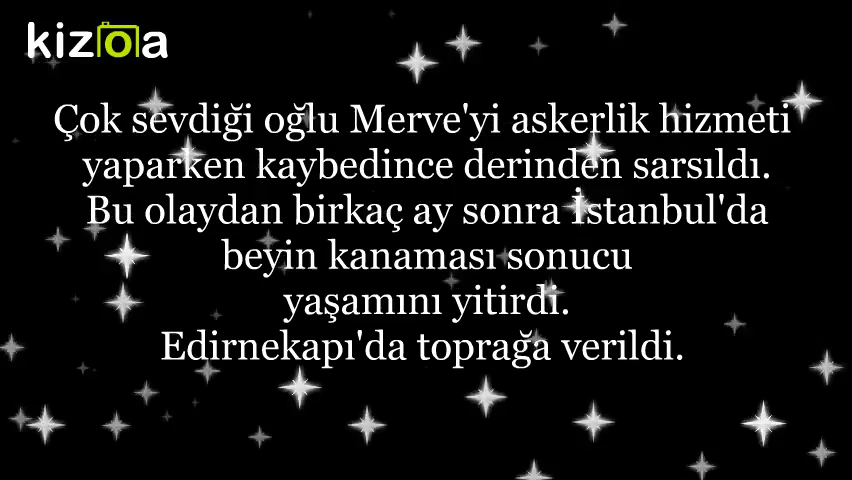 kizoa
Çok sevdiği oğlu Merve'yi askerlik hizmeti
yaparken kaybedince derinden sarsıldı.
Bu olaydan birkaç ay sonra İstanbul'da
beyin kanaması sonucu
yaşamını yitirdi.
Edirnekapı'da toprağa verildi.